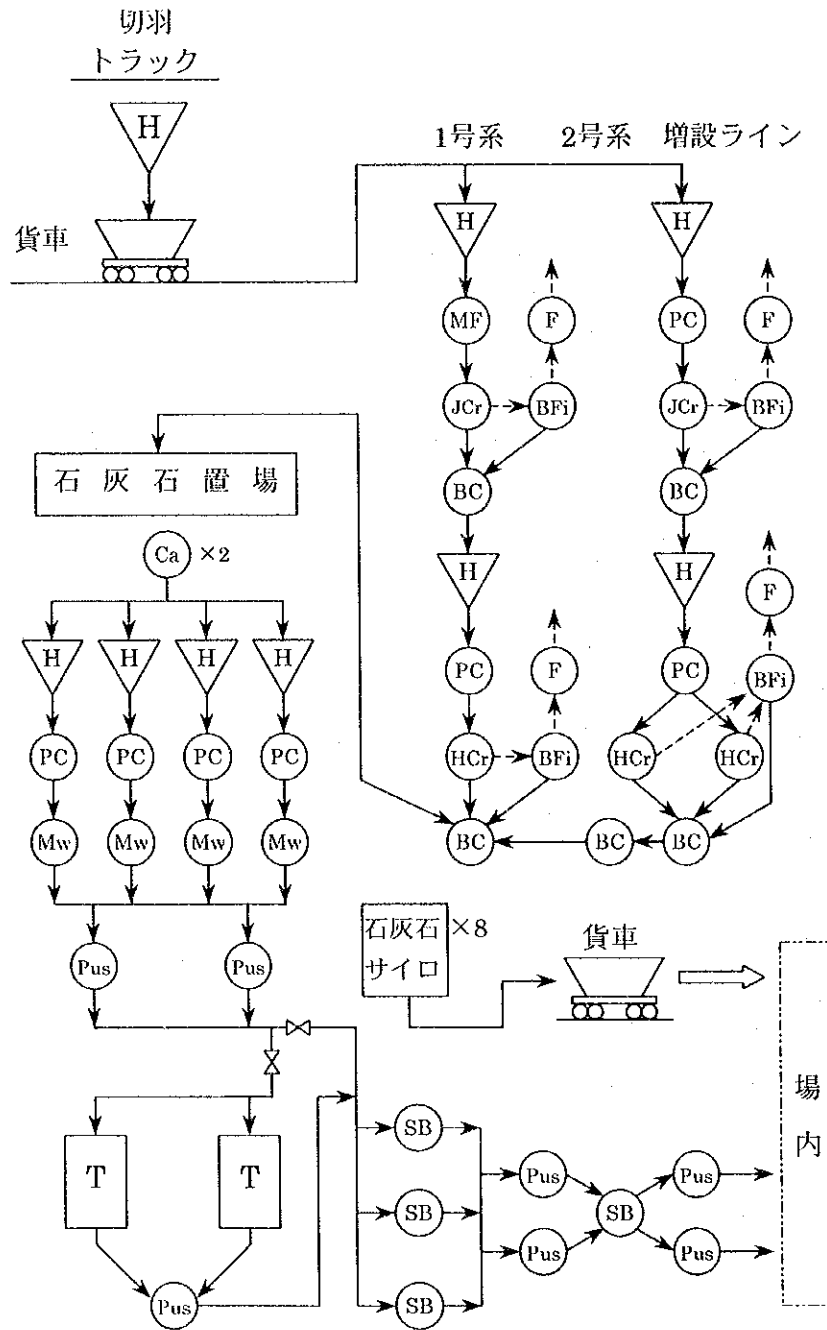 切羽
トラック
H
貨車
1号系
2号系 増設ライン
H
H
MF
F
PC
F
JCr
BFi
JCr
BFi
石灰石置場
BC
BC
Ca ×2
H
H
F
H
H
H
H
PC
F
PC
BFi
PC
PC
PC
PC
HCr
BFi
HCr
HCr
Mw
Mw
Mw
Mw
BC
BC
BC
石灰石 ×8
サイロ
貨車
Pus
Pus
場内
T
T
SB
Pus
Pus
SB
SB
Pus
Pus
Pus
SB